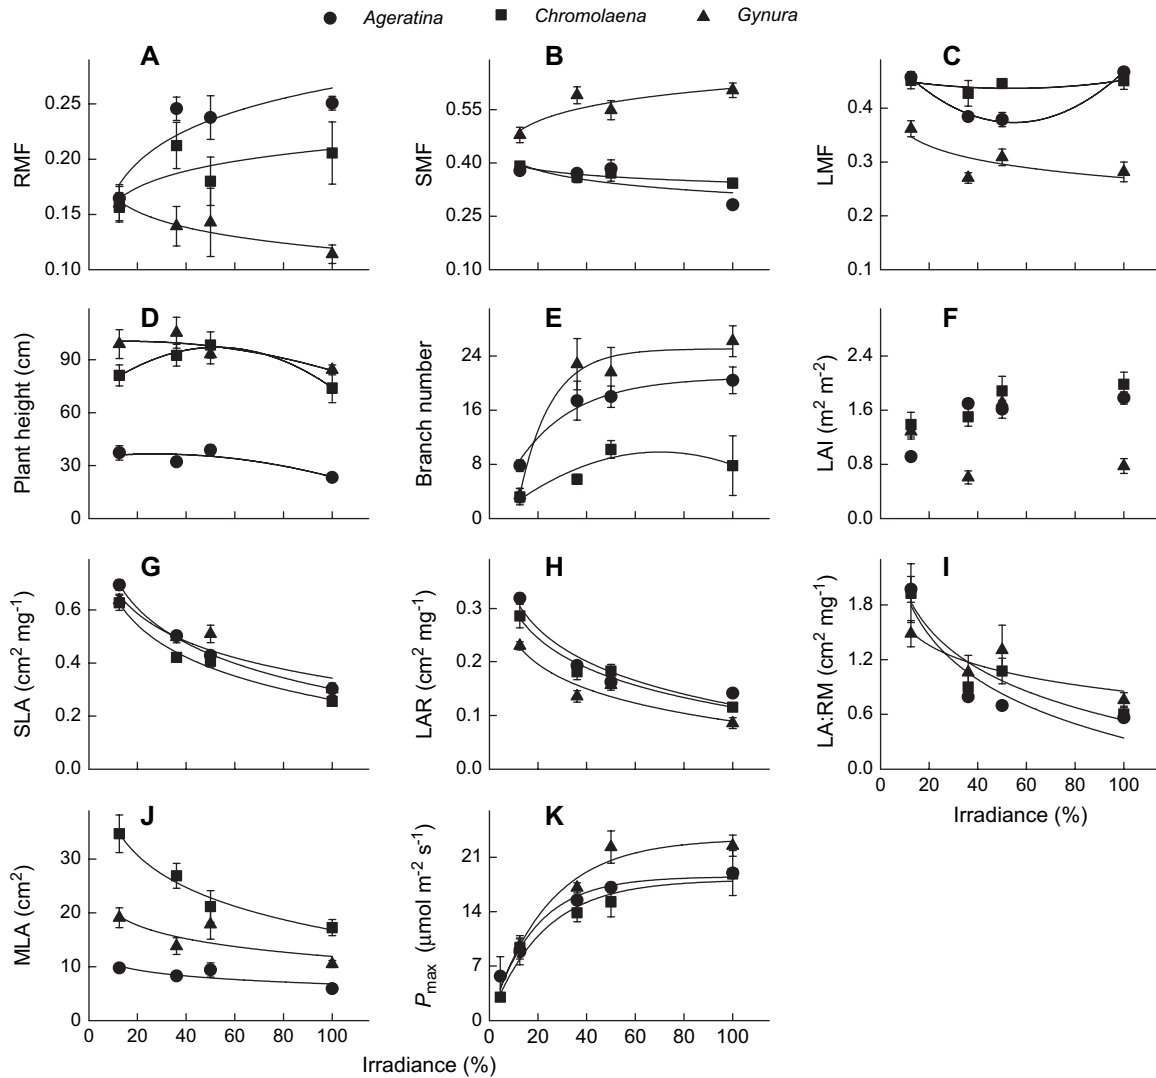 Ageratina Chromolaena Gynura
A B C
0.25
0.20
0.15
0.10
RMF
0.55
0.40
0.25
0.10
SMF
0.4
0.3
0.2
0.1
LMF
D E F
90
60
30
0
Plant height (cm)
24
16
8
0
Branch number
2.4
1.6
0.8
0.0
LAI (m² m⁻²)
G H I
0.6
0.4
0.2
0.0
SLA (cm² mg⁻¹)
0.3
0.2
0.1
0.0
LAR (cm² mg⁻¹)
1.8
1.2
0.6
0.0
LA:RM (cm² mg⁻¹)
0 20 40 60 80 100
Irradiance (%)
J K
30
20
10
0
MLA (cm²)
21
14
7
0
Pmax (μmol m⁻² s⁻¹)
0 20 40 60 80 100
0 20 40 60 80 100
Irradiance (%)